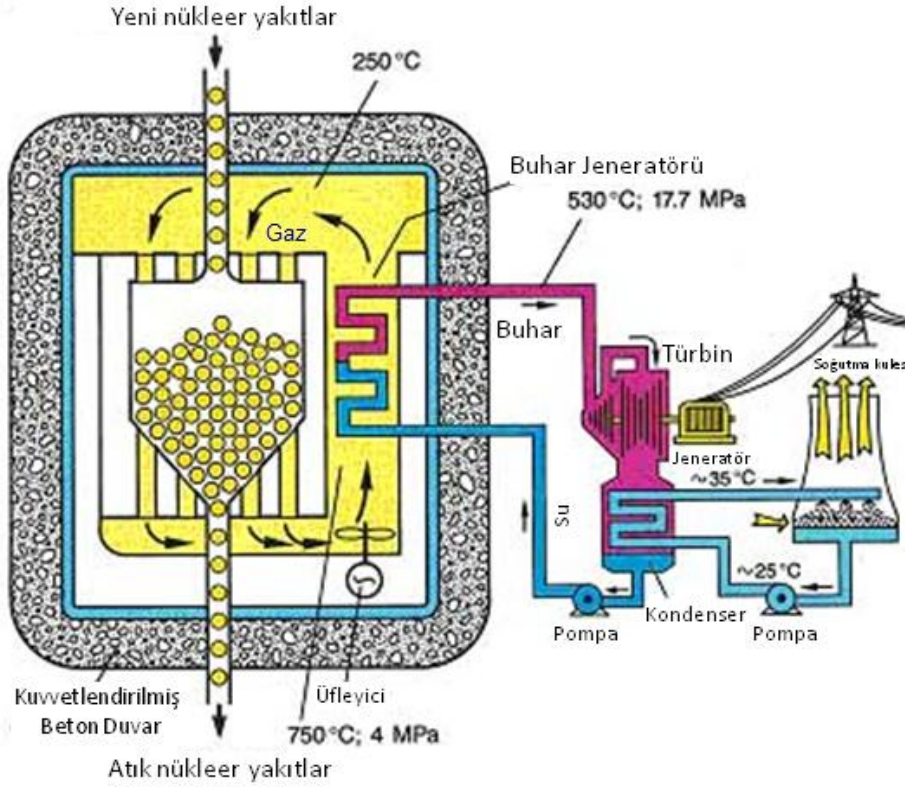 Yeni nükleer yakıtlar
250°C
Buhar Jeneratörü
530°C; 17.7 MPa
Gaz
Buhar
Türbin
Soğutma kules
Jeneratör
~35°C
Su
~25°C
Kondenser
Pompa
Pompa
Kuvvetlendirilmiş
Beton Duvar
Üfleyici
750°C; 4 MPa
Atık nükleer yakıtlar